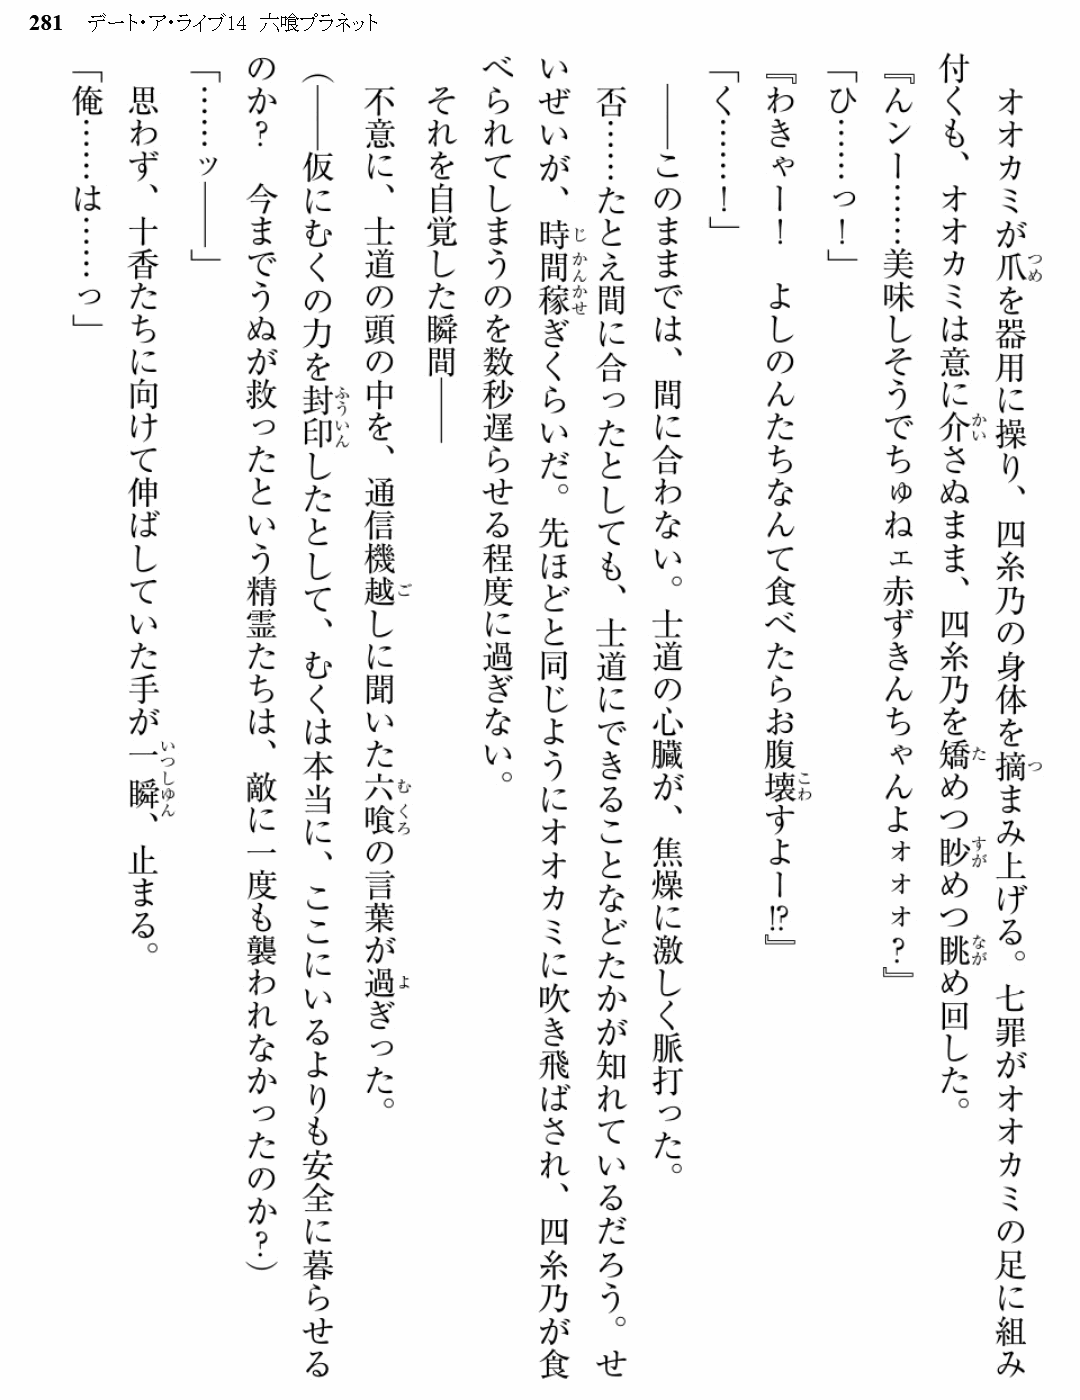 281 デート・ア・ライブ14 六喰プラネット
　オオカミが爪を器用に操り、四糸乃の身体を摘まみ上げる。七罪がオオカミの足に組み
付くも、オオカミは意に介さぬまま、四糸乃を矯めつ眇めつ眺め回した。
『んンー……美味しそうでちゅねェ赤ずきんちゃんよォォォ？』
「ひ……っ！」
『わきゃー！　よしのんたちなんて食べたらお腹壊すよー!?』
「く……！」
　――このままでは、間に合わない。士道の心臓が、焦燥に激しく脈打った。
　否……たとえ間に合ったとしても、士道にできることなどたかが知れているだろう。せ
いぜいが、時間稼ぎくらいだ。先ほどと同じようにオオカミに吹き飛ばされ、四糸乃が食
べられてしまうのを数秒遅らせる程度に過ぎない。
　それを自覚した瞬間――
　不意に、士道の頭の中を、通信機越しに聞いた六喰の言葉が過ぎった。
（――仮にむくの力を封印したとして、むくは本当に、ここにいるよりも安全に暮らせる
のか？　今までうぬが救ったという精霊たちは、敵に一度も襲われなかったのか？）
「……ッ――」
　思わず、十香たちに向けて伸ばしていた手が一瞬、止まる。
「俺……は……っ」